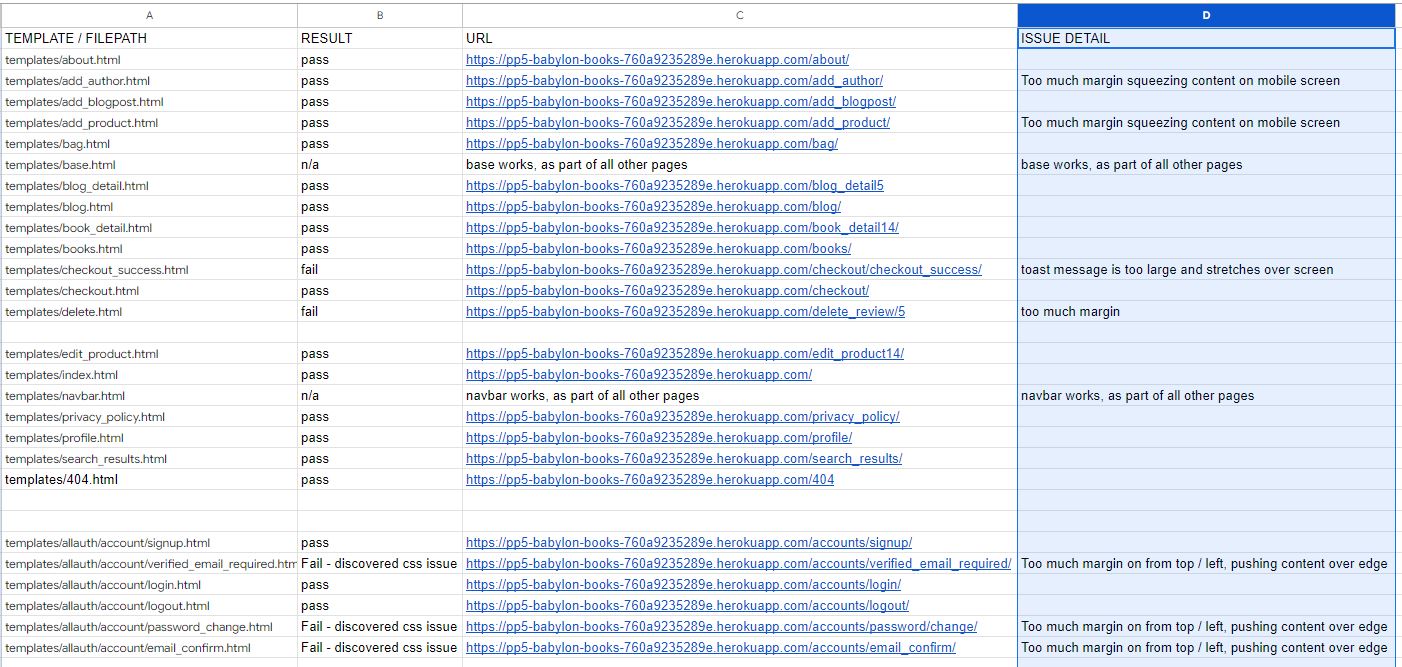 A B C D
TEMPLATE / FILEPATH RESULT URL ISSUE DETAIL
templates/about.html pass https://pp5-babylon-books-760a9235289e.herokuapp.com/about/
templates/add_author.html pass https://pp5-babylon-books-760a9235289e.herokuapp.com/add_author/ Too much margin squeezing content on mobile screen
templates/add_blogpost.html pass https://pp5-babylon-books-760a9235289e.herokuapp.com/add_blogpost/
templates/add_product.html pass https://pp5-babylon-books-760a9235289e.herokuapp.com/add_product/ Too much margin squeezing content on mobile screen
templates/bag.html pass https://pp5-babylon-books-760a9235289e.herokuapp.com/bag/
templates/base.html n/a base works, as part of all other pages base works, as part of all other pages
templates/blog_detail.html pass https://pp5-babylon-books-760a9235289e.herokuapp.com/blog_detail5
templates/blog.html pass https://pp5-babylon-books-760a9235289e.herokuapp.com/blog/
templates/book_detail.html pass https://pp5-babylon-books-760a9235289e.herokuapp.com/book_detail14/
templates/books.html pass https://pp5-babylon-books-760a9235289e.herokuapp.com/books/
templates/checkout_success.html fail https://pp5-babylon-books-760a9235289e.herokuapp.com/checkout/checkout_success/ toast message is too large and stretches over screen
templates/checkout.html pass https://pp5-babylon-books-760a9235289e.herokuapp.com/checkout/
templates/delete.html fail https://pp5-babylon-books-760a9235289e.herokuapp.com/delete_review/5 too much margin
templates/edit_product.html pass https://pp5-babylon-books-760a9235289e.herokuapp.com/edit_product14/
templates/index.html pass https://pp5-babylon-books-760a9235289e.herokuapp.com/
templates/navbar.html n/a navbar works, as part of all other pages navbar works, as part of all other pages
templates/privacy_policy.html pass https://pp5-babylon-books-760a9235289e.herokuapp.com/privacy_policy/
templates/profile.html pass https://pp5-babylon-books-760a9235289e.herokuapp.com/profile/
templates/search_results.html pass https://pp5-babylon-books-760a9235289e.herokuapp.com/search_results/
templates/404.html pass https://pp5-babylon-books-760a9235289e.herokuapp.com/404
templates/allauth/account/signup.html pass https://pp5-babylon-books-760a9235289e.herokuapp.com/accounts/signup/
templates/allauth/account/verified_email_required.htm Fail - discovered css issue https://pp5-babylon-books-760a9235289e.herokuapp.com/accounts/verified_email_required/ Too much margin on from top / left, pushing content over edge
templates/allauth/account/login.html pass https://pp5-babylon-books-760a9235289e.herokuapp.com/accounts/login/
templates/allauth/account/logout.html pass https://pp5-babylon-books-760a9235289e.herokuapp.com/accounts/logout/
templates/allauth/account/password_change.html Fail - discovered css issue https://pp5-babylon-books-760a9235289e.herokuapp.com/accounts/password/change/ Too much margin on from top / left, pushing content over edge
templates/allauth/account/email_confirm.html Fail - discovered css issue https://pp5-babylon-books-760a9235289e.herokuapp.com/accounts/email_confirm/ Too much margin on from top / left, pushing content over edge